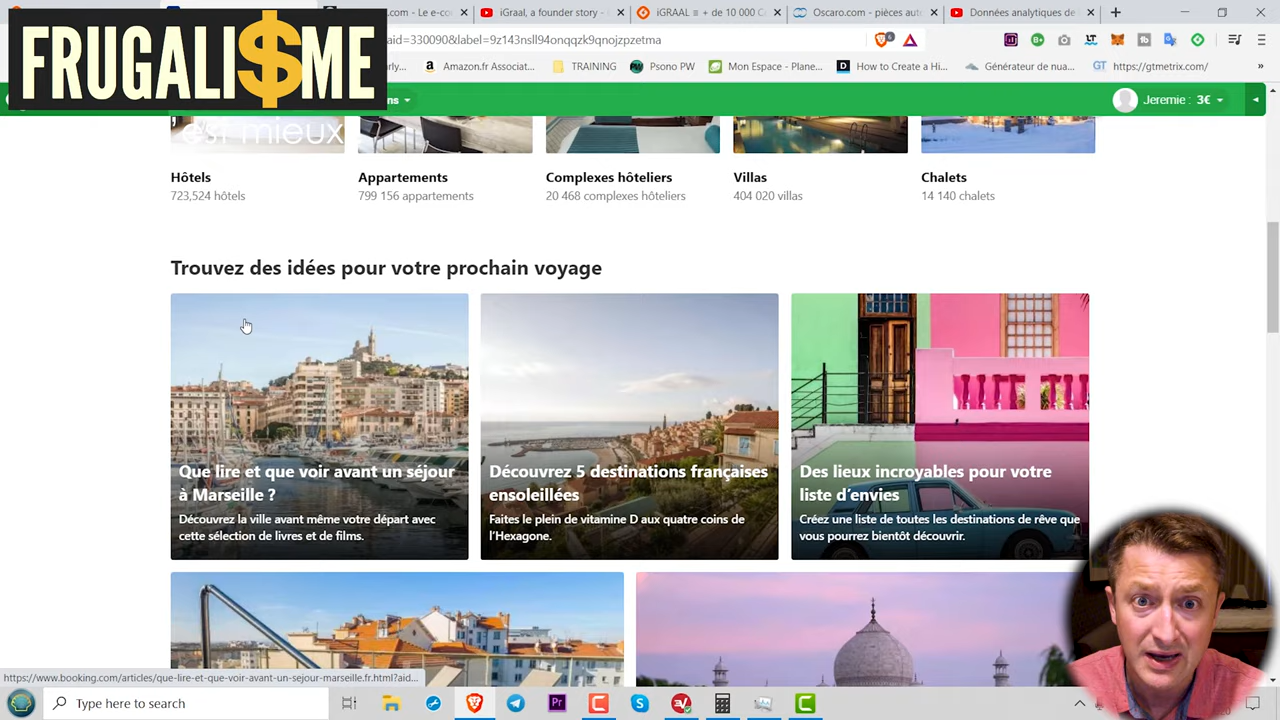 FRUGALI$ME
.com - Le e-co
iGraal, a founder story -
iGRAAL = + de 10 000 C
Oscaro.com - pièces aut
Données analytiques de
aid=330090&label=9z143nsll94onqqzk9qnojzpzetma
Amazon.fr Associat...
TRAINING
Psono PW
Mon Espace - Plane...
How to Create a Hi...
Générateur de nua...
GT https://gtmetrix.com/
»
Jeremie : 3€
est mieux
Hôtels
723,524 hôtels
Appartements
799 156 appartements
Complexes hôteliers
20 468 complexes hôteliers
Villas
404 020 villas
Chalets
14 140 chalets
Trouvez des idées pour votre prochain voyage
Que lire et que voir avant un séjour
à Marseille ?
Découvrez la ville avant même votre départ avec
cette sélection de livres et de films.
Découvrez 5 destinations françaises
ensoleillées
Faites le plein de vitamine D aux quatre coins de
l'Hexagone.
Des lieux incroyables pour votre
liste d'envies
Créez une liste de toutes les destinations de rêve que
vous pourrez bientôt découvrir.
https://www.booking.com/articles/que-lire-et-que-voir-avant-un-sejour-marseille.fr.html?aid...
Type here to search